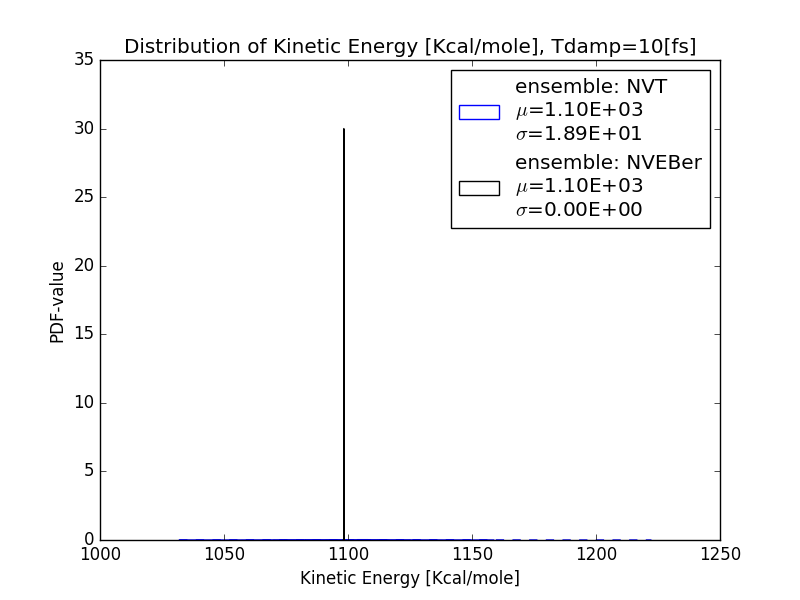 Distribution of Kinetic Energy [Kcal/mole], Tdamp=10[fs]
35
30
25
20
15
10
5
0
PDF-value
ensemble: NVT
μ=1.10E+03
σ=1.89E+01
ensemble: NVEBer
μ=1.10E+03
σ=0.00E+00
1000 1050 1100 1150 1200 1250
Kinetic Energy [Kcal/mole]